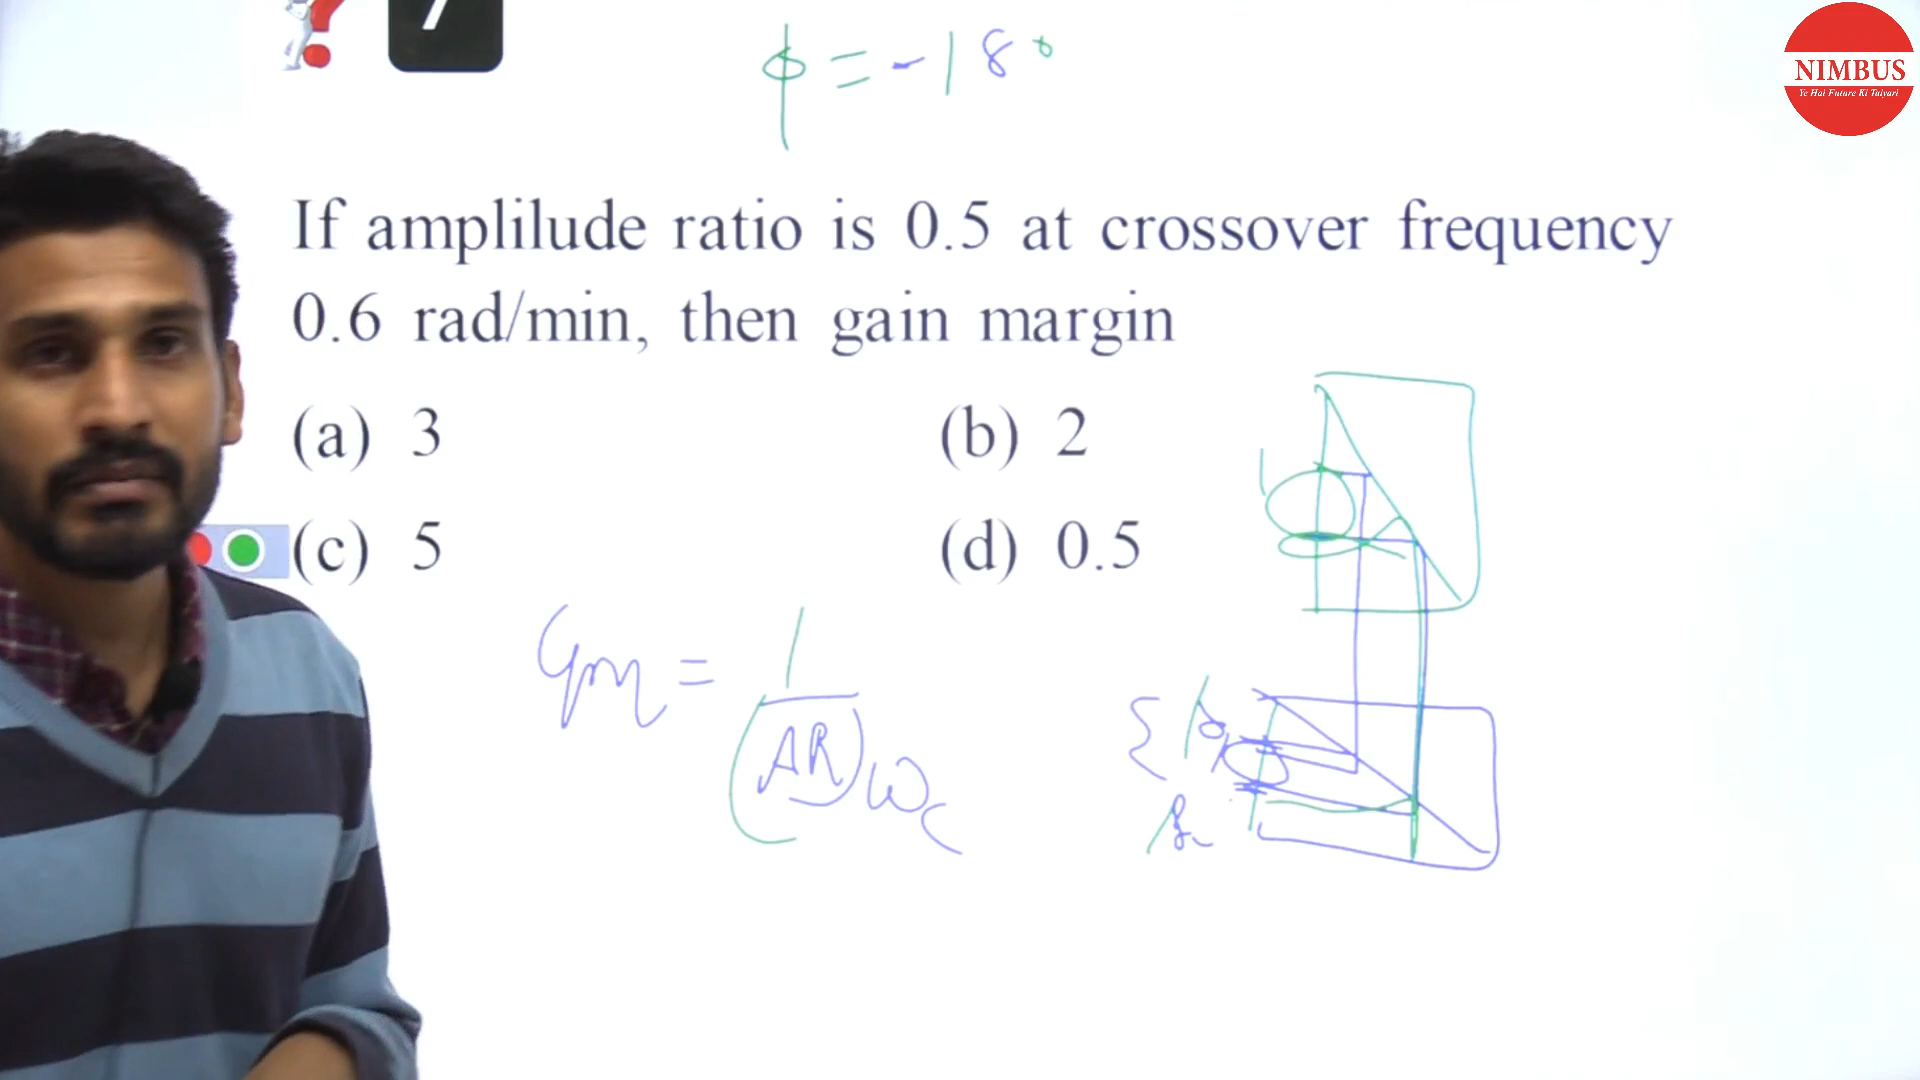 7
ϕ = -18°
NIMBUS
Ye Hai Future Ki Taiyari
If amplilude ratio is 0.5 at crossover frequency
0.6 rad/min, then gain margin
(a) 3
(b) 2
(c) 5
(d) 0.5
GM = 1
(AR)ωc